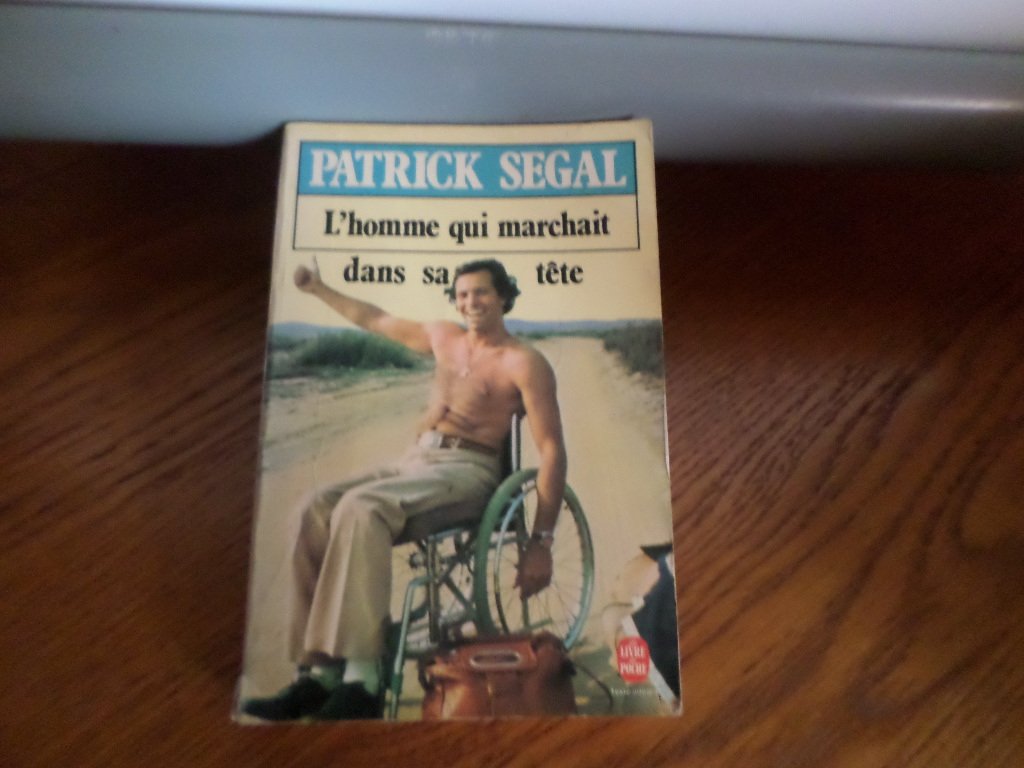 PATRICK SEGAL
L'homme qui marchait
dans sa tête
LIVRE
POCHE